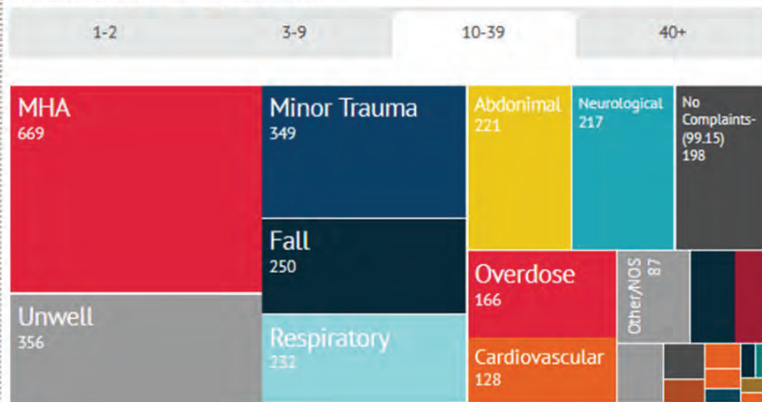 1-2
3-9
10-39
40+
MHA
669
Unwell
356
Minor Trauma
349
Fall
250
Respiratory
232
Abdonimal
221
Neurological
217
No
Complaints-
(99.15)
198
Overdose
166
Cardiovascular
128
Other/NOS
87